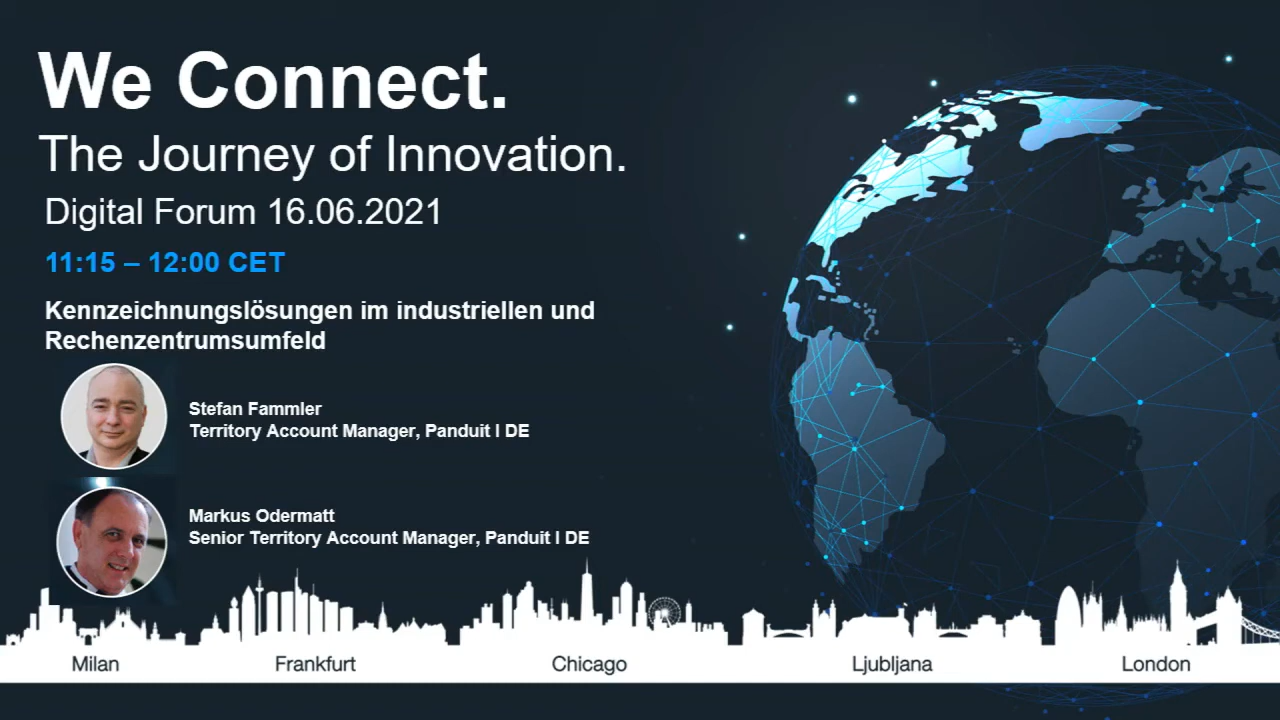 We Connect.
The Journey of Innovation.
Digital Forum 16.06.2021
11:15 – 12:00 CET
Kennzeichnungslösungen im industriellen und
Rechenzentrumsumfeld
Stefan Fammler
Territory Account Manager, Panduit l DE
Markus Odermatt
Senior Territory Account Manager, Panduit l DE
Milan Frankfurt Chicago Ljubljana London